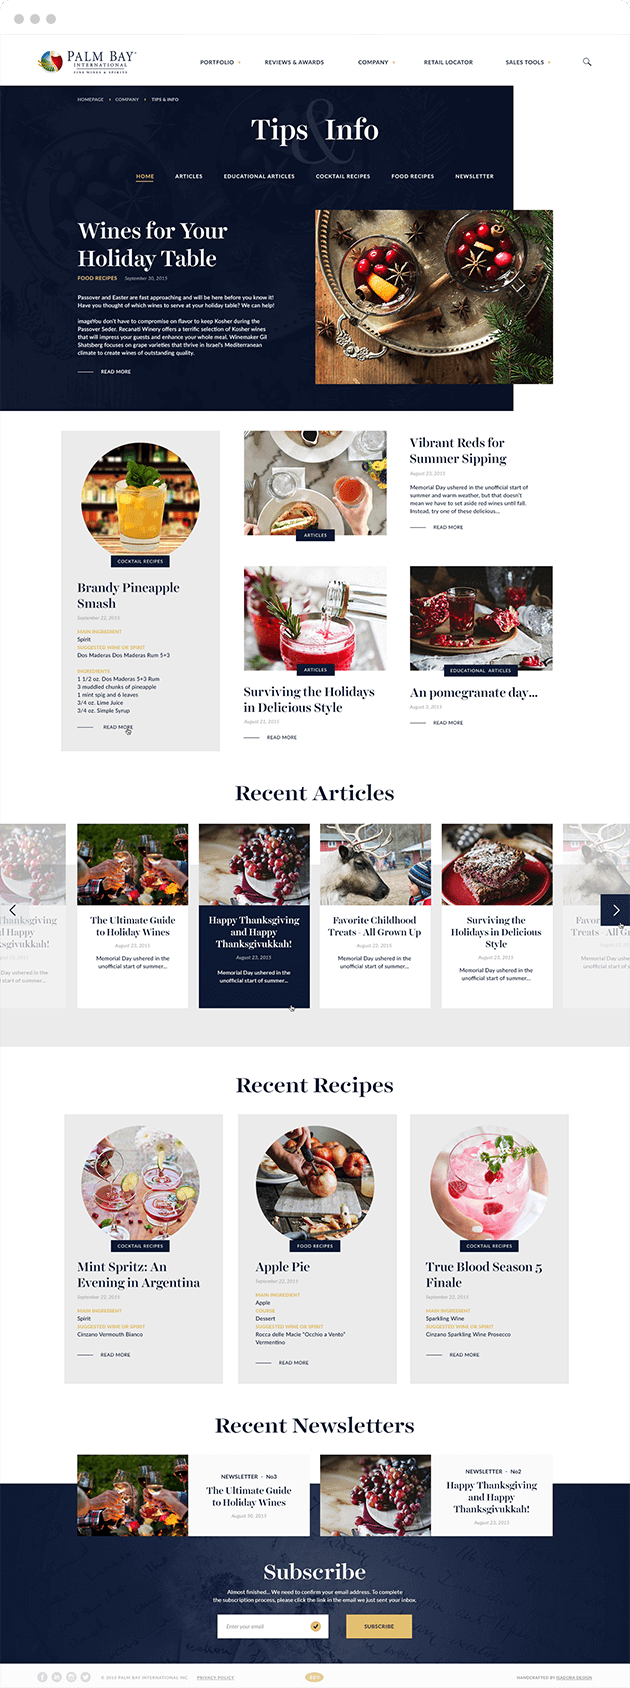 PALM BAY
INTERNATIONAL
FINE WINES & SPIRITS
PORTFOLIO
REVIEWS & AWARDS
COMPANY
RETAIL LOCATOR
SALES TOOLS
HOMEPAGE
COMPANY
TIPS & INFO
Tips & Info
HOME
ARTICLES
EDUCATIONAL ARTICLES
COCKTAIL RECIPES
FOOD RECIPES
NEWSLETTER
Wines for Your
Holiday Table
FOOD RECIPES September 30, 2015
Passover and Easter are fast approaching and will be here before you know it!
Have you thought of which wines to serve at your holiday table? We can help!
imageYou don't have to compromise on flavor to keep Kosher during the
Passover Seder. Recanati Winery offers a terrific selection of Kosher wines
that will impress your guests and enhance your whole meal. Winemaker Gil
Shatsberg focuses on grape varieties that thrive in Israel's Mediterranean
climate to create wines of outstanding quality.
READ MORE
COCKTAIL RECIPES
Brandy Pineapple
Smash
September 22, 2015
MAIN INGREDIENT
Spirit
SUGGESTED WINE OR SPIRIT
Dos Maderas Dos Maderas Rum 5+3
INGREDIENTS
1 1/2 oz. Dos Maderas 5+3 Rum
3 muddled chunks of pineapple
1 mint spig and 6 leaves
3/4 oz. Lime Juice
3/4 oz. Simple Syrup
READ MORE
ARTICLES
Vibrant Reds for
Summer Sipping
August 23, 2015
Memorial Day ushered in the unofficial start of
summer and warm weather, but that doesn't
mean we have to set aside red wines until fall.
Instead, try one of these delicious...
READ MORE
ARTICLES
Surviving the Holidays
in Delicious Style
August 21, 2015
READ MORE
EDUCATIONAL ARTICLES
An pomegranate day...
August 3, 2015
READ MORE
Recent Articles
The Ultimate Guide
to Holiday Wines
August 23, 2015
Memorial Day ushered in the
unofficial start of summer...
Happy Thanksgiving
and Happy
Thanksgivukkah!
August 23, 2015
Memorial Day ushered in the
unofficial start of summer...
Favorite Childhood
Treats - All Grown Up
August 23, 2015
Memorial Day ushered in the
unofficial start of summer...
Surviving the
Holidays in Delicious
Style
August 23, 2015
Memorial Day ushered in the
unofficial start of summer...
Recent Recipes
COCKTAIL RECIPES
Mint Spritz: An
Evening in Argentina
September 22, 2015
MAIN INGREDIENT
Spirit
SUGGESTED WINE OR SPIRIT
Cinzano Vermouth Bianco
READ MORE
FOOD RECIPES
Apple Pie
September 22, 2015
MAIN INGREDIENT
Apple
COURSE
Dessert
SUGGESTED WINE OR SPIRIT
Rocca delle Macie "Occhio a Vento"
Vermentino
READ MORE
COCKTAIL RECIPES
True Blood Season 5
Finale
September 22, 2015
MAIN INGREDIENT
Sparkling Wine
SUGGESTED WINE OR SPIRIT
Cinzano Sparkling Wine Prosecco
READ MORE
Recent Newsletters
NEWSLETTER - No3
The Ultimate Guide
to Holiday Wines
August 30, 2015
NEWSLETTER - No2
Happy Thanksgiving
and Happy
Thanksgivukkah!
August 23, 2015
Subscribe
Almost finished... We need to confirm your email address. To complete
the subscription process, please click the link in the email we just sent your inbox.
Enter your email
SUBSCRIBE
© 2015 PALM BAY INTERNATIONAL INC
PRIVACY POLICY
HANDCRAFTED BY ISADORA DESIGN